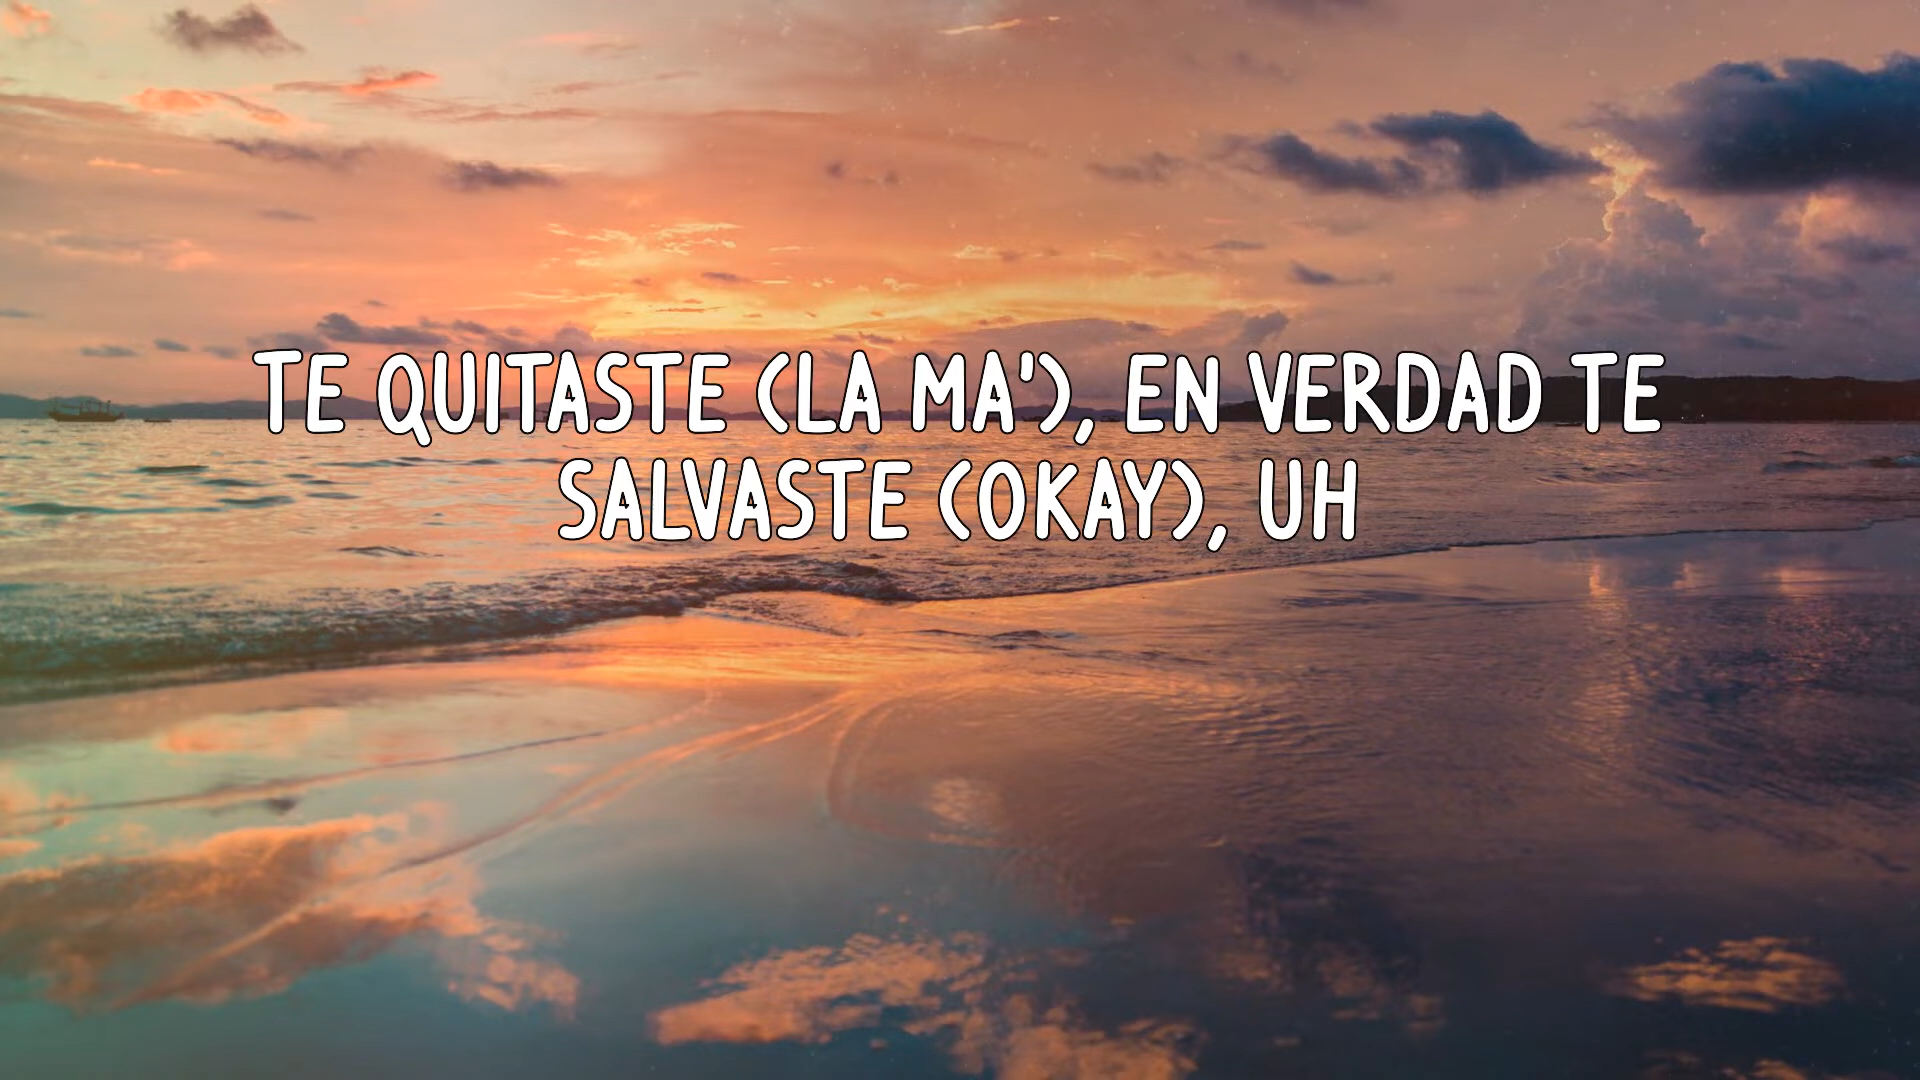 TE QUITASTE (LA MA'), EN VERDAD TE
SALVASTE (OKAY), UH